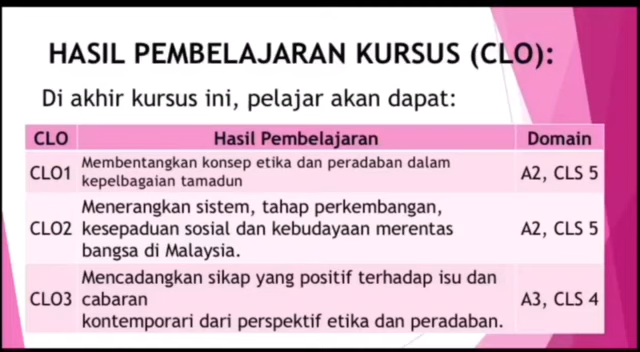 HASIL PEMBELAJARAN KURSUS (CLO):
Di akhir kursus ini, pelajar akan dapat:
CLO Hasil Pembelajaran Domain
CLO1 Membentangkan konsep etika dan peradaban dalam kepelbagaian tamadun A2, CLS 5
CLO2 Menerangkan sistem, tahap perkembangan, kesepaduan sosial dan kebudayaan merentas bangsa di Malaysia. A2, CLS 5
CLO3 Mencadangkan sikap yang positif terhadap isu dan cabaran kontemporari dari perspektif etika dan peradaban. A3, CLS 4